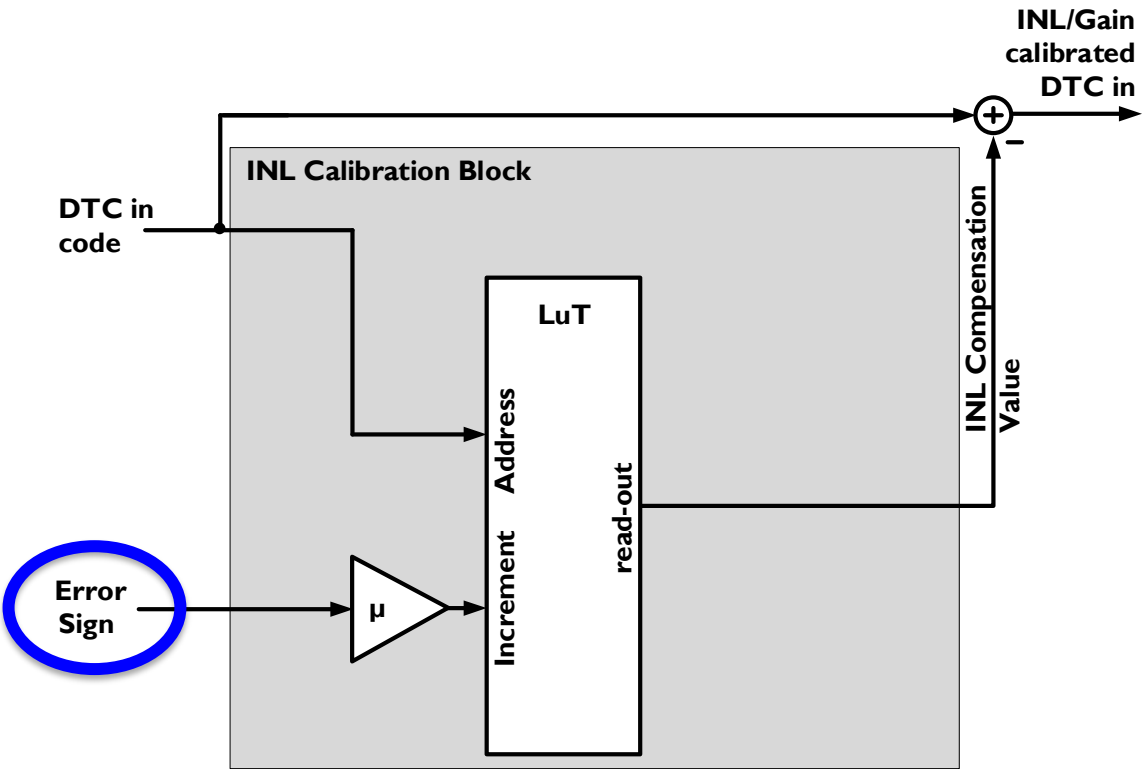 INL/Gain
calibrated
DTC in
+
–
INL Calibration Block
DTC in
code
LuT
Address
Increment
read-out
INL Compensation
Value
Error
Sign
μ